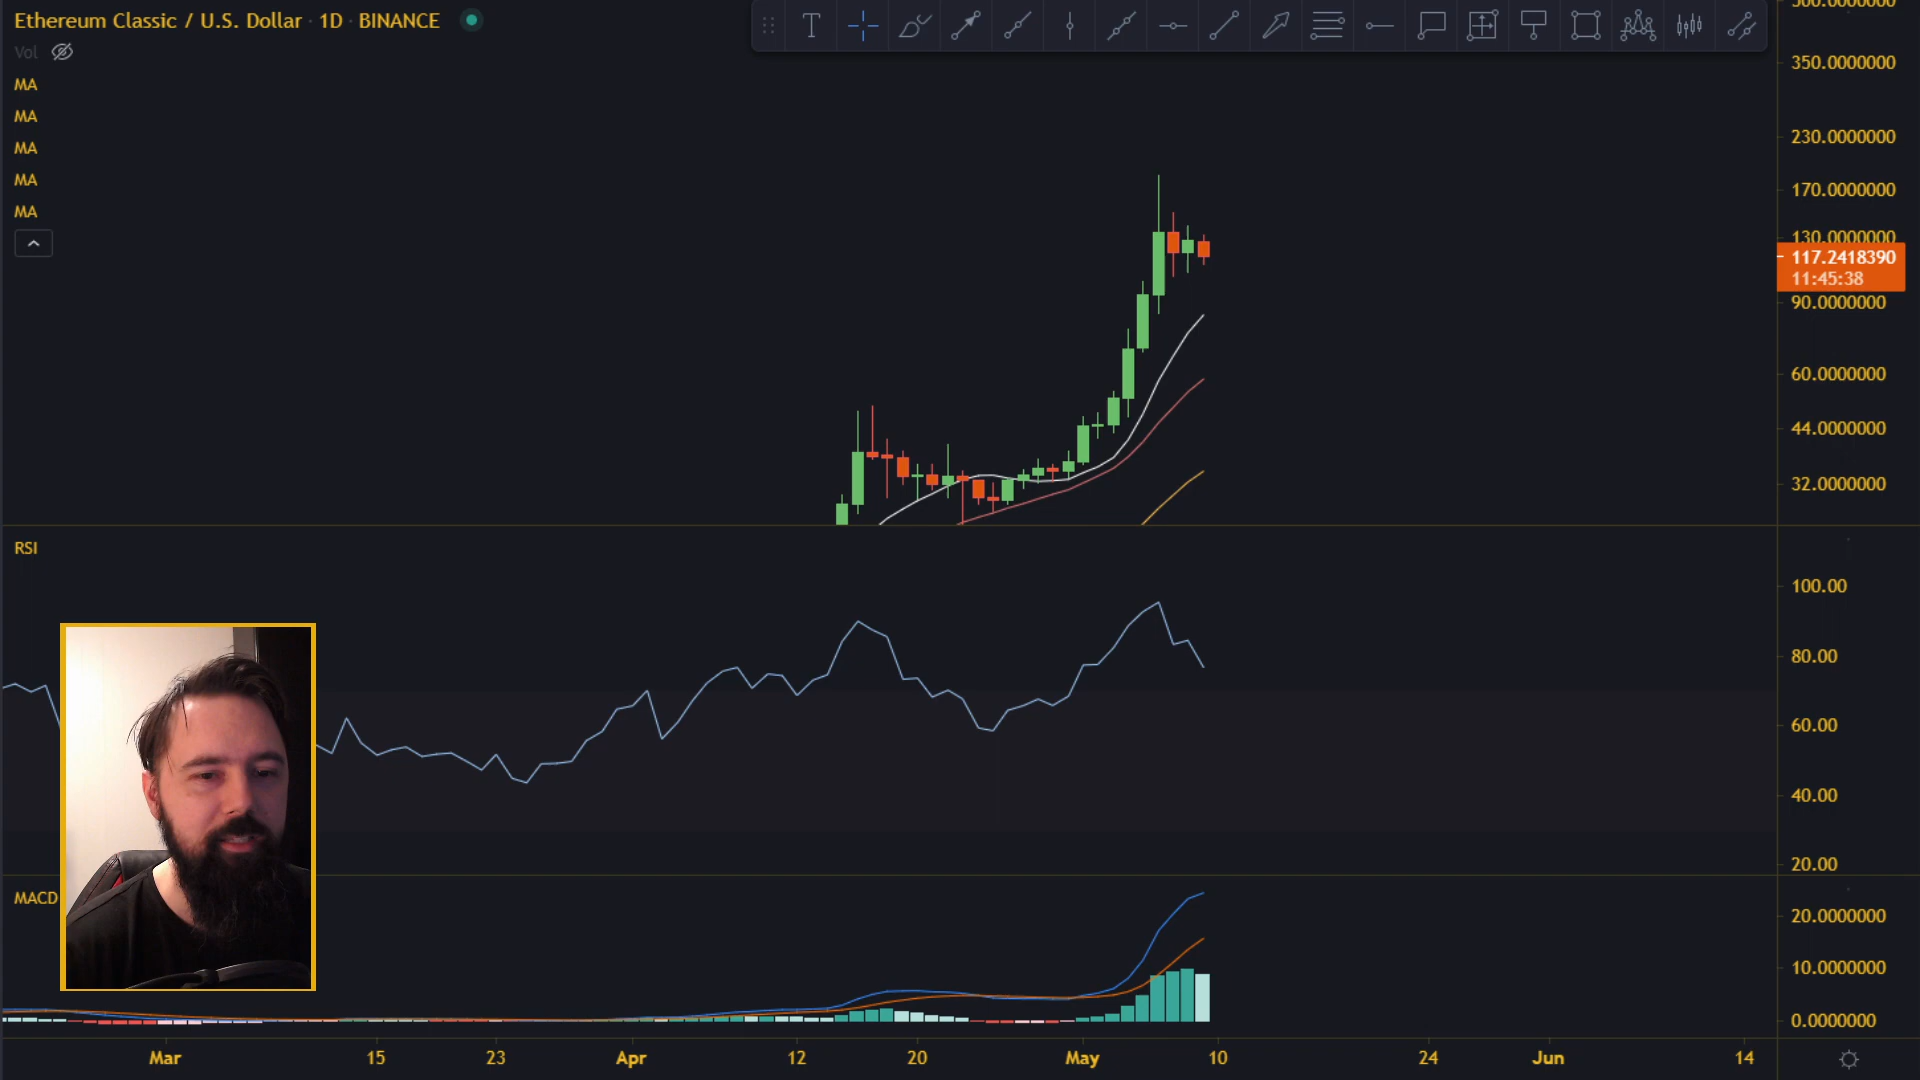 Ethereum Classic / U.S. Dollar · 1D · BINANCE
Vol
MA
MA
MA
MA
MA
T
350.0000000
230.0000000
170.0000000
130.0000000
117.2418390
11:45:38
90.0000000
60.0000000
44.0000000
32.0000000
RSI
100.00
80.00
60.00
40.00
20.00
MACD
20.0000000
10.0000000
0.0000000
Mar 15 23 Apr 12 20 May 10 24 Jun 14